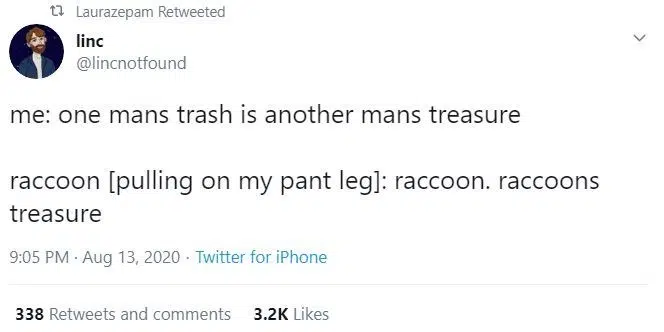 Laurazepam Retweeted
linc
@lincnotfound
me: one mans trash is another mans treasure
raccoon [pulling on my pant leg]: raccoon. raccoons
treasure
9:05 PM · Aug 13, 2020 · Twitter for iPhone
338 Retweets and comments 3.2K Likes